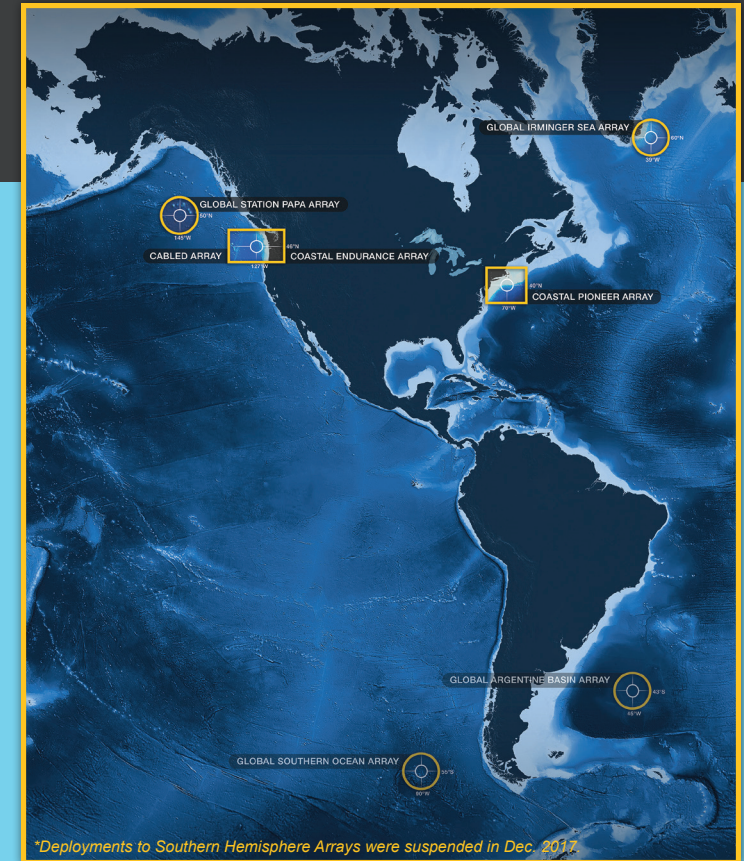 GLOBAL IRMINGER SEA ARRAY
60°N
39°W
GLOBAL STATION PAPA ARRAY
50°N
145°W
CABLED ARRAY
46°N
COASTAL ENDURANCE ARRAY
127°W
40°N
COASTAL PIONEER ARRAY
70°W
GLOBAL ARGENTINE BASIN ARRAY
43°S
GLOBAL SOUTHERN OCEAN ARRAY
55°S
90°W
*Deployments to Southern Hemisphere Arrays were suspended in Dec. 2017.